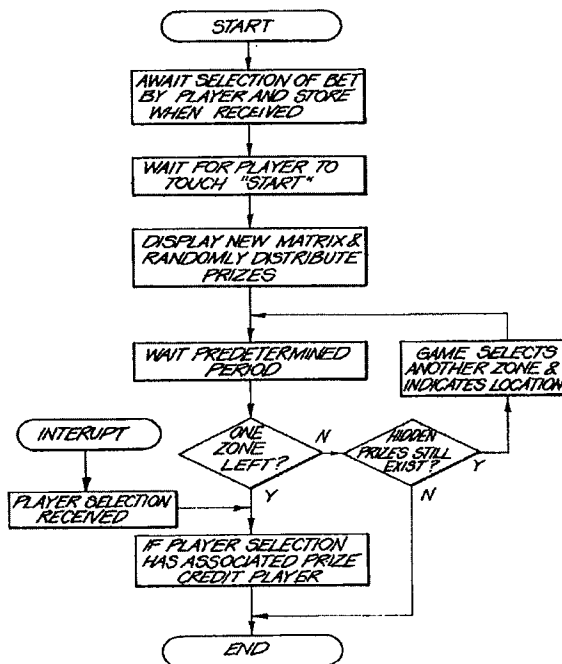 START
AWAIT SELECTION OF BET
BY PLAYER AND STORE
WHEN RECEIVED
WAIT FOR PLAYER TO
TOUCH "START"
DISPLAY NEW MATRIX &
RANDOMLY DISTRIBUTE
PRIZES
WAIT PREDETERMINED
PERIOD
GAME SELECTS
ANOTHER ZONE &
INDICATES LOCATION
INTERUPT
ONE
ZONE
LEFT?
N
Y
HIDDEN
PRIZES STILL
EXIST?
Y
N
PLAYER SELECTION
RECEIVED
IF PLAYER SELECTION
HAS ASSOCIATED PRIZE
CREDIT PLAYER
END